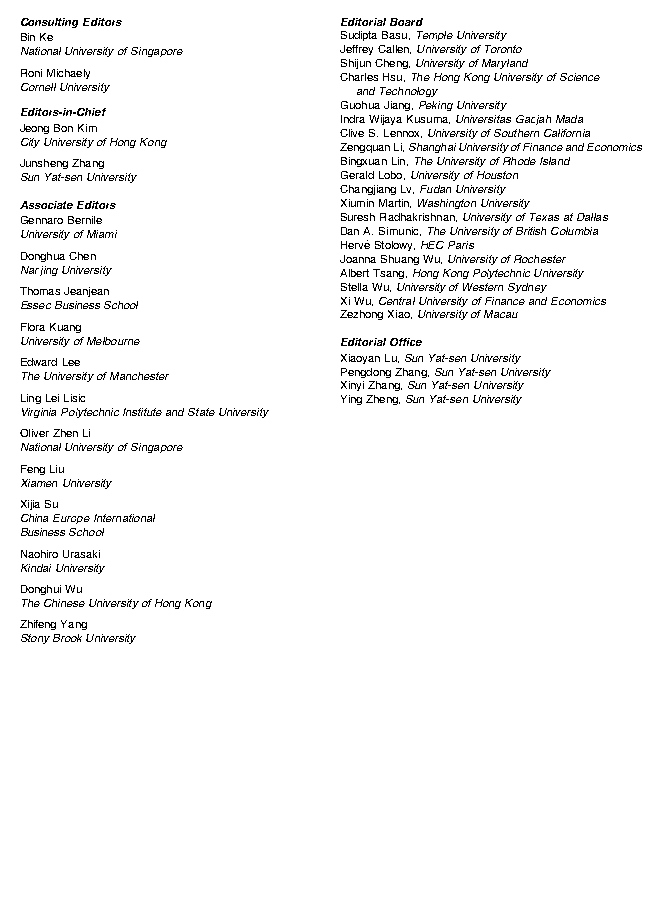 Consulting Editors
Bin Ke
National University of Singapore
Roni Michaely
Cornell University
Editors-in-Chief
Jeong Bon Kim
City University of Hong Kong
Junsheng Zhang
Sun Yat-sen University
Associate Editors
Gennaro Bernile
University of Miami
Donghua Chen
Nanjing University
Thomas Jeanjean
Essec Business School
Flora Kuang
University of Melbourne
Edward Lee
The University of Manchester
Ling Lei Lisic
Virginia Polytechnic Institute and State University
Oliver Zhen Li
National University of Singapore
Feng Liu
Xiamen University
Xijia Su
China Europe International
Business School
Naohiro Urasaki
Kindai University
Donghui Wu
The Chinese University of Hong Kong
Zhifeng Yang
Stony Brook University
Editorial Board
Sudipta Basu, Temple University
Jeffrey Callen, University of Toronto
Shijun Cheng, University of Maryland
Charles Hsu, The Hong Kong University of Science
and Technology
Guohua Jiang, Peking University
Indra Wijaya Kusuma, Universitas Gadjah Mada
Clive S. Lennox, University of Southern California
Zengquan Li, Shanghai University of Finance and Economics
Bingxuan Lin, The University of Rhode Island
Gerald Lobo, University of Houston
Changjiang Lv, Fudan University
Xiumin Martin, Washington University
Suresh Radhakrishnan, University of Texas at Dallas
Dan A. Simunic, The University of British Columbia
Hervé Stolowy, HEC Paris
Joanna Shuang Wu, University of Rochester
Albert Tsang, Hong Kong Polytechnic University
Stella Wu, University of Western Sydney
Xi Wu, Central University of Finance and Economics
Zezhong Xiao, University of Macau
Editorial Office
Xiaoyan Lu, Sun Yat-sen University
Pengdong Zhang, Sun Yat-sen University
Xinyi Zhang, Sun Yat-sen University
Ying Zheng, Sun Yat-sen University